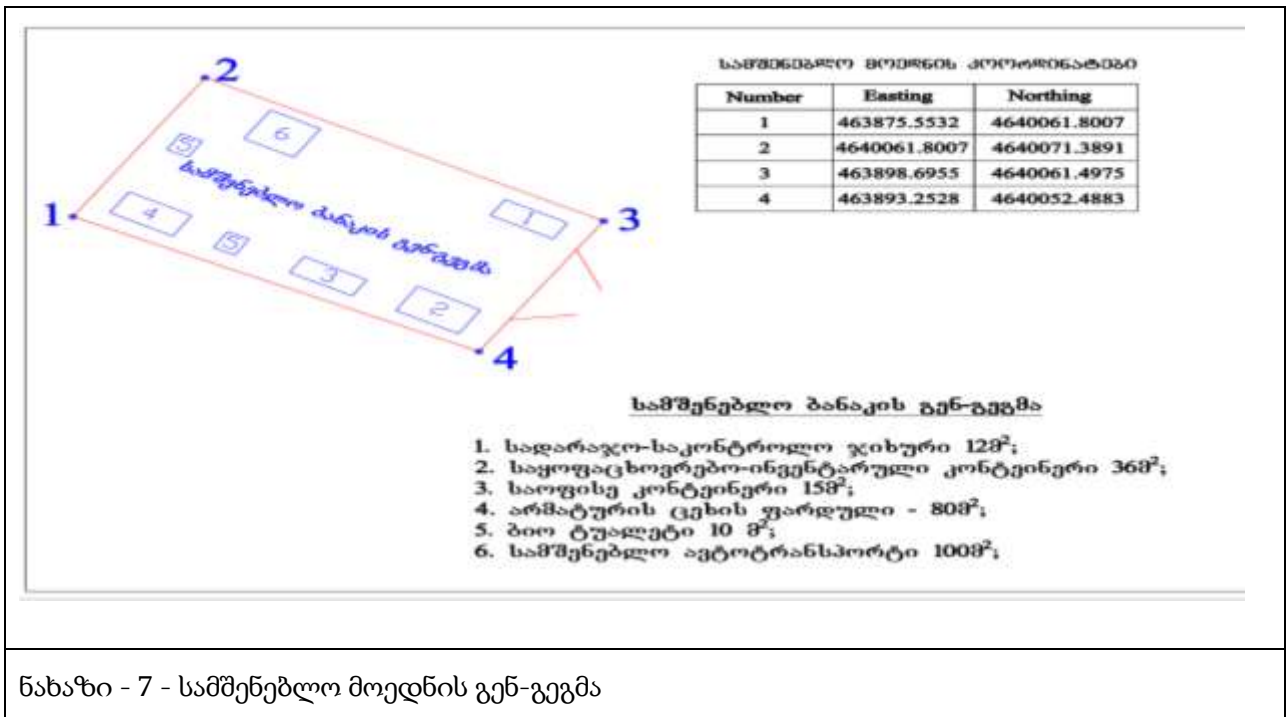 2
6
5
სამშენებლო ბანაკის გენ-გეგმა
1
4
1
3
5
3
2
4
სამშენებლო მოედნის კოორდინატები
Number Easting Northing
1 463875.5532 4640061.8007
2 4640061.8007 4640071.3891
3 463898.6955 4640061.4975
4 463893.2528 4640052.4883
სამშენებლო ბანაკის გენ-გეგმა
1. სადარაჯო-საკონტროლო ჯიხური 12მ²;
2. საყოფაცხოვრებო-ინვენტარული კონტეინერი 36მ²;
3. საოფისე კონტეინერი 15მ²;
4. არმატურის ცეხის ფარდული - 80მ²;
5. ბიო ტუალეტი 10 მ²;
6. სამშენებლო ავტოტრანსპორტი 100მ²;
ნახაზი - 7 - სამშენებლო მოედნის გენ-გეგმა